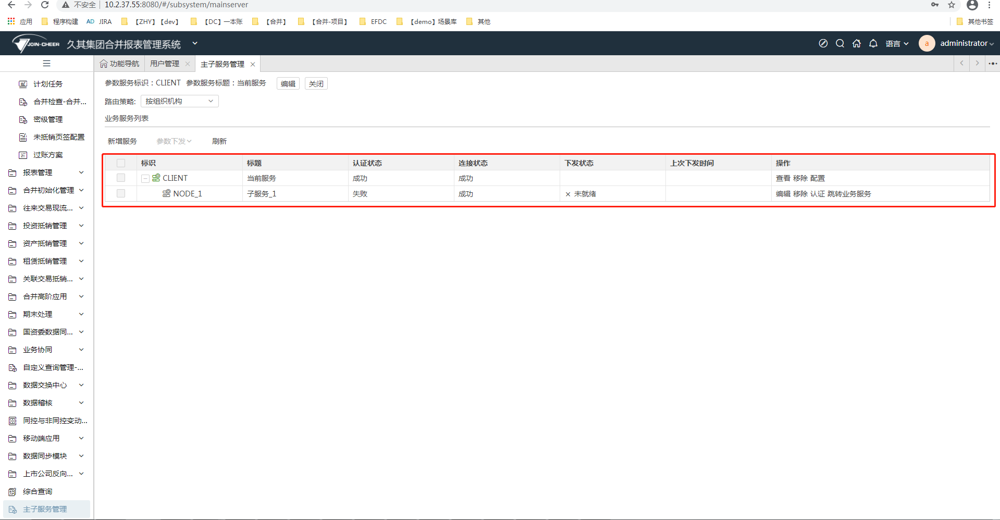 不安全 10.2.37.55:8080/#/subsystem/mainserver
应用 程序构建 AD JIRA 【ZHY】【dev】 【DC】一本账 【合并】 【合并-项目】 EFDC 【demo】场景库 其他 其他书签
JOIN-CHEER 久其集团合并报表管理系统 语言 a administrator
功能导航 用户管理 主子服务管理
计划任务
合并检查-合并...
密级管理
未抵销页签配置
过账方案
报表管理
合并初始化管理
往来交易现流...
投资抵销管理
资产抵销管理
租赁抵销管理
关联交易抵销...
合并高阶应用
期末处理
国资委数据同...
业务协同
自定义查询管理-...
数据交换中心
数据稽核
同控与非同控变动...
移动端应用
数据同步模块
上市公司反向...
综合查询
主子服务管理
参数服务标识：CLIENT 参数服务标题：当前服务 编辑 关闭
路由策略: 按组织机构
业务服务列表
新增服务 参数下发 刷新
标识 标题 认证状态 连接状态 下发状态 上次下发时间 操作
CLIENT 当前服务 成功 成功 查看 移除 配置
NODE_1 子服务_1 失败 成功 × 未就绪 编辑 移除 认证 跳转业务服务